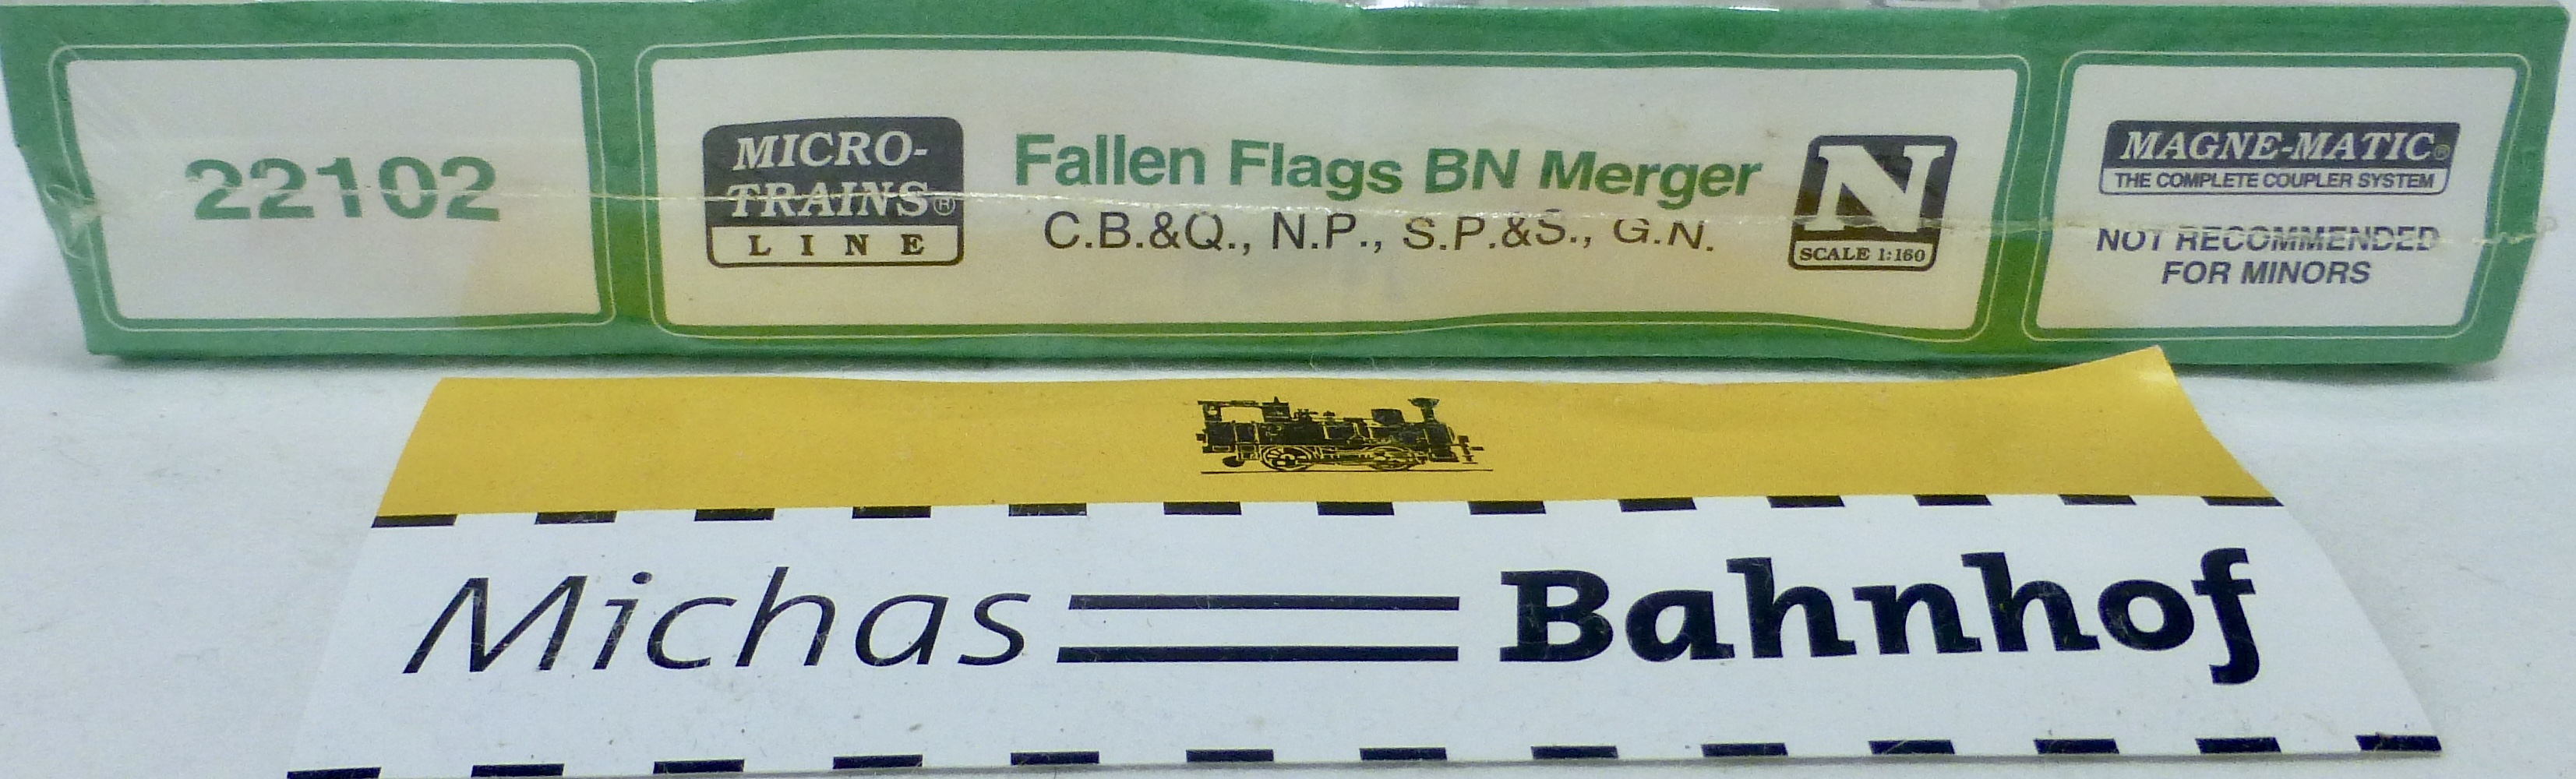 22102
MICRO-
TRAINS®
LINE
Fallen Flags BN Merger
C.B.&Q., N.P., S.P.&S., G.N.
N
SCALE 1:160
MAGNE-MATIC®
THE COMPLETE COUPLER SYSTEM
NOT RECOMMENDED
FOR MINORS
Michas Bahnhof